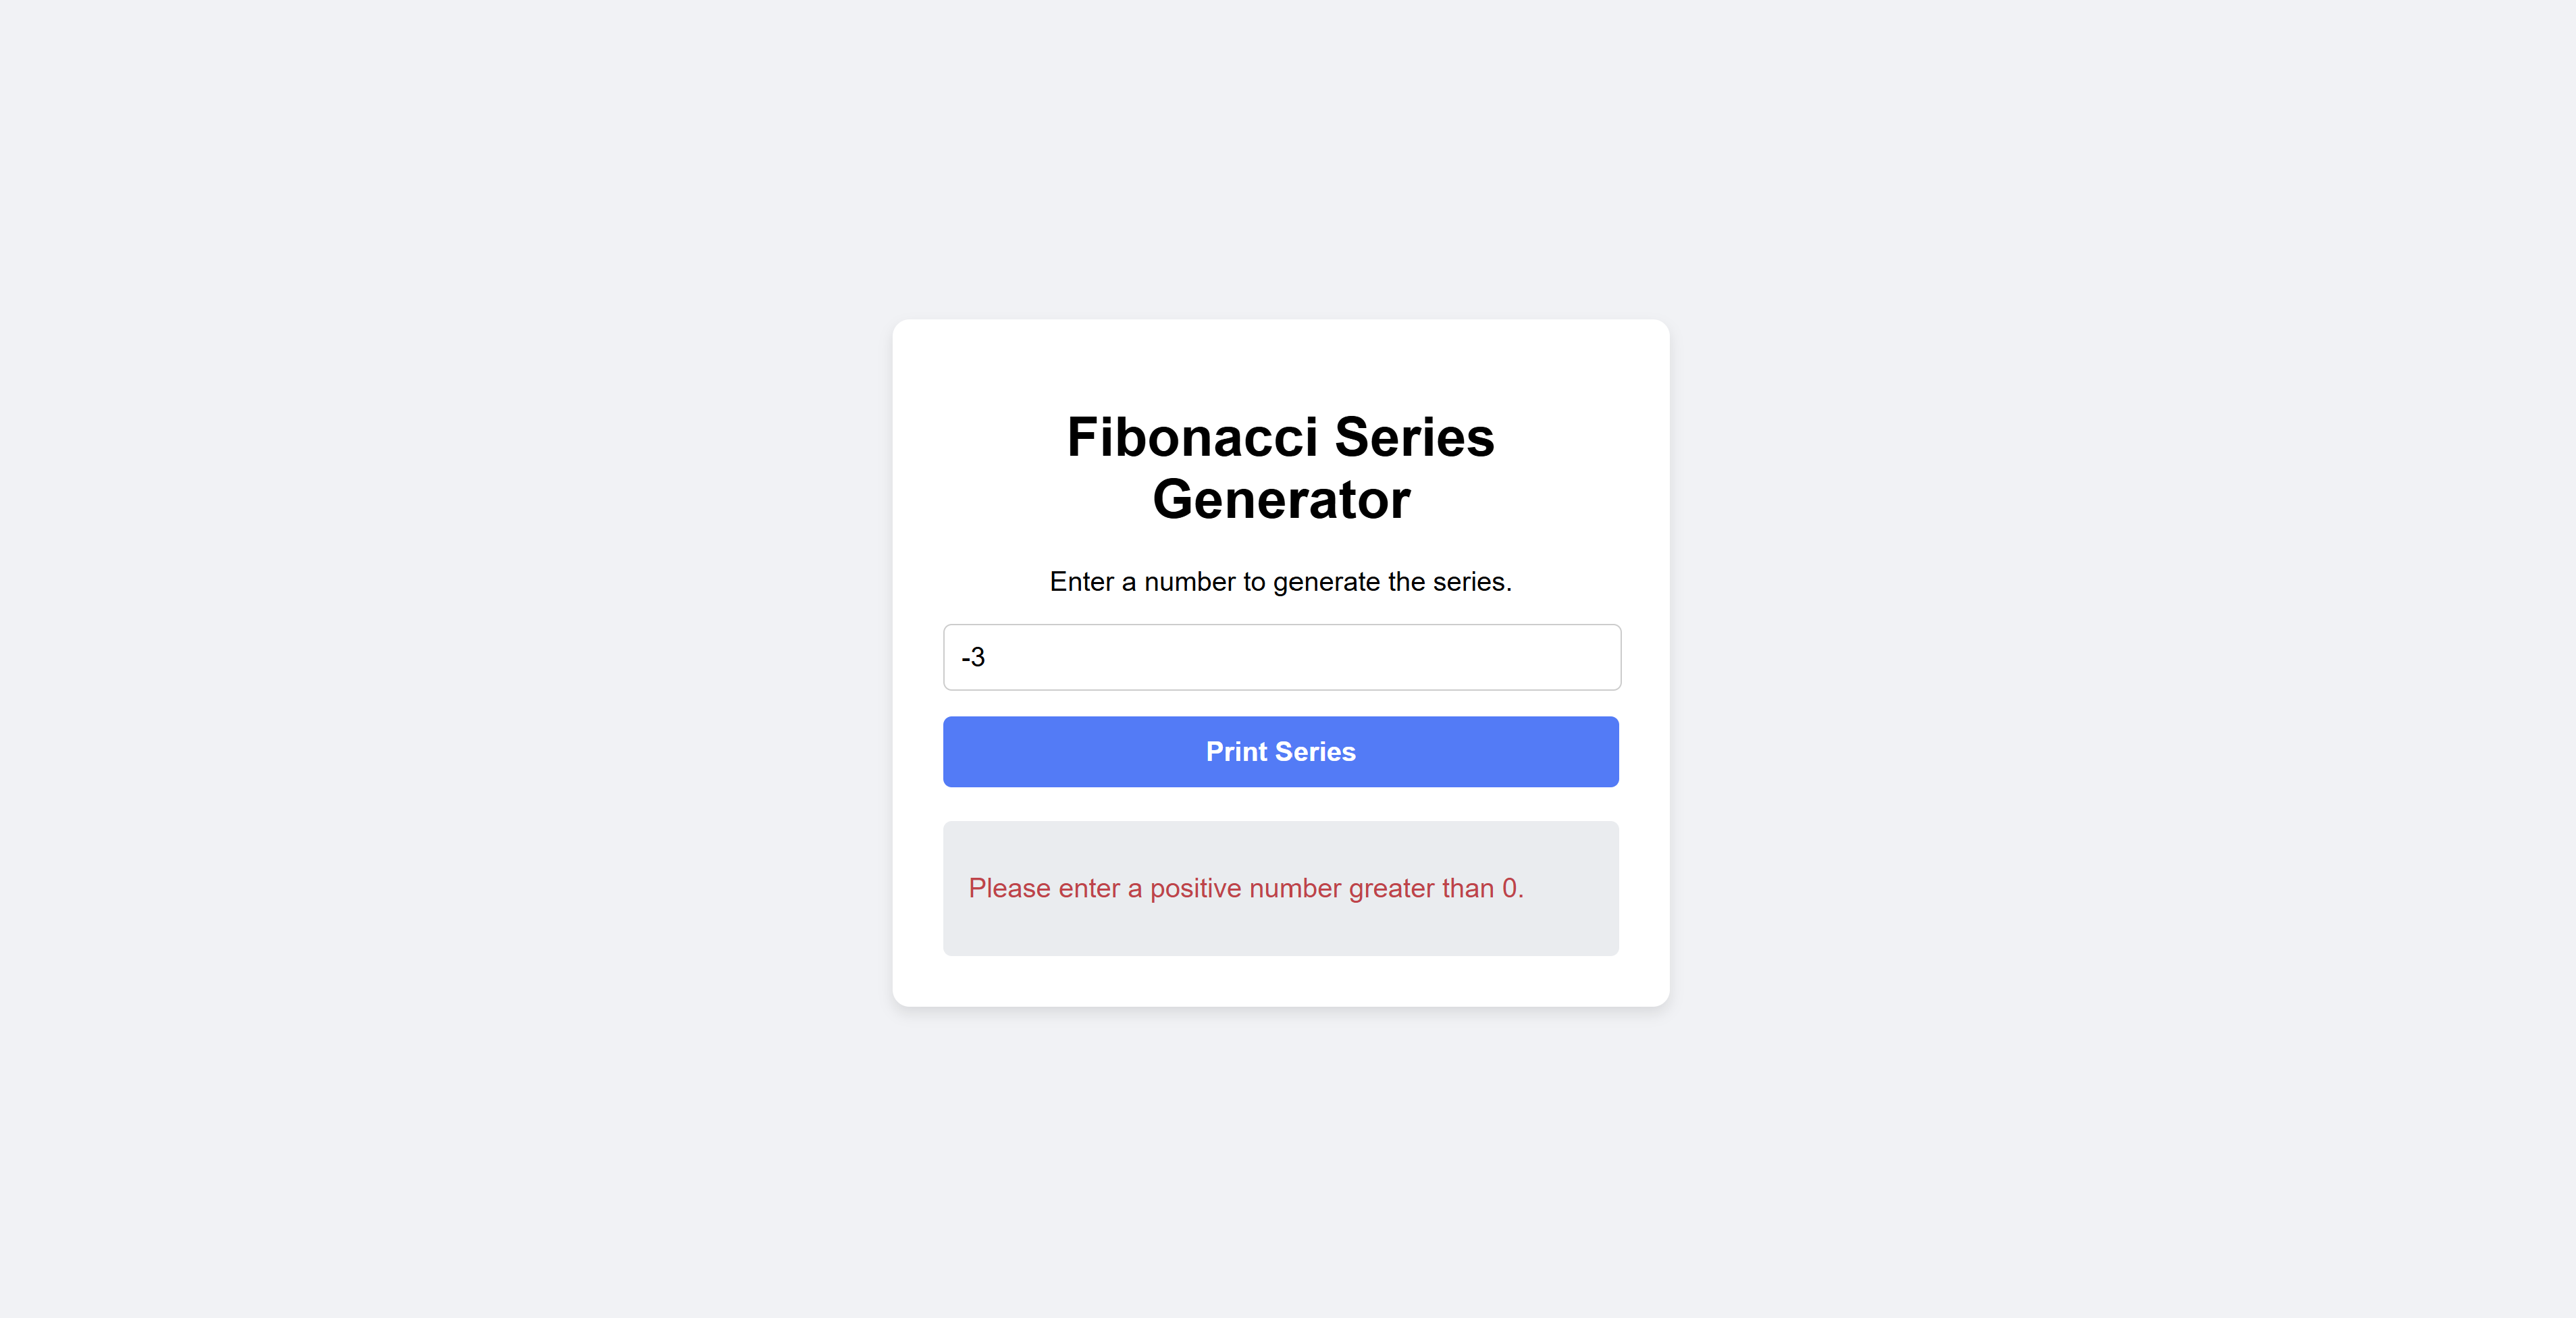 Fibonacci Series
Generator
Enter a number to generate the series.
-3
Print Series
Please enter a positive number greater than 0.